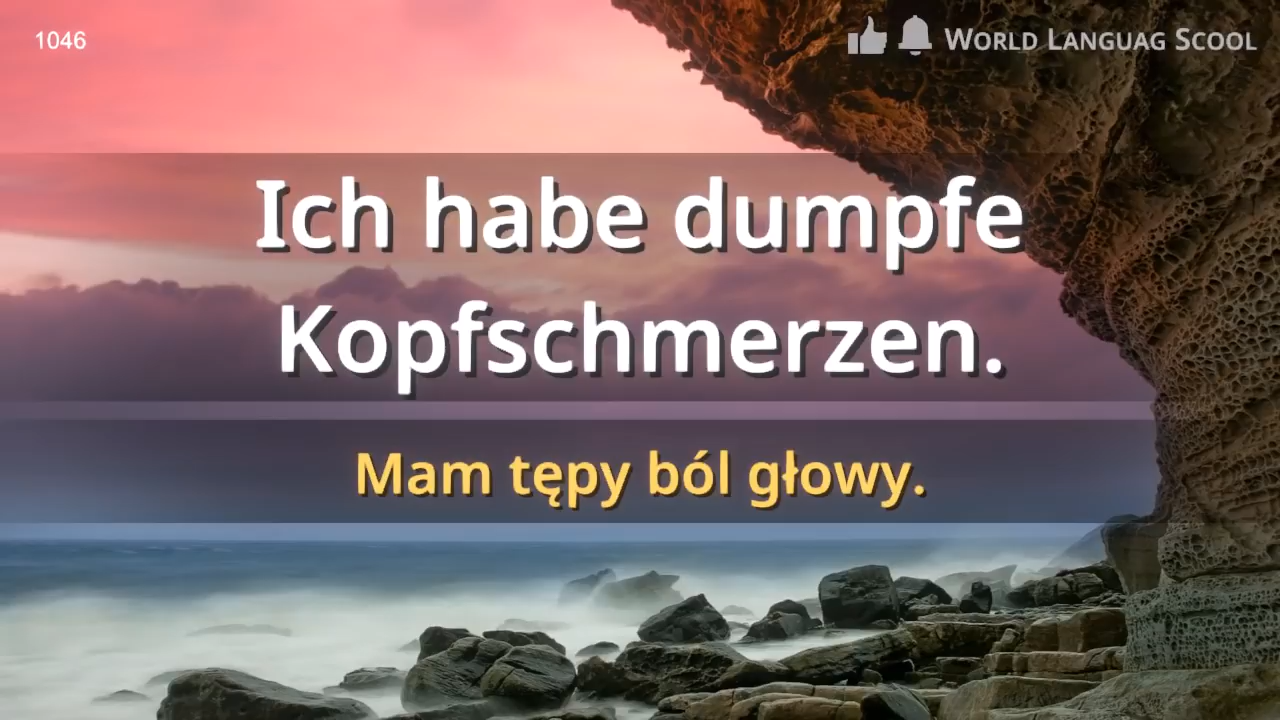 1046
World Languag Scool
Ich habe dumpfe
Kopfschmerzen.
Mam tępy ból głowy.